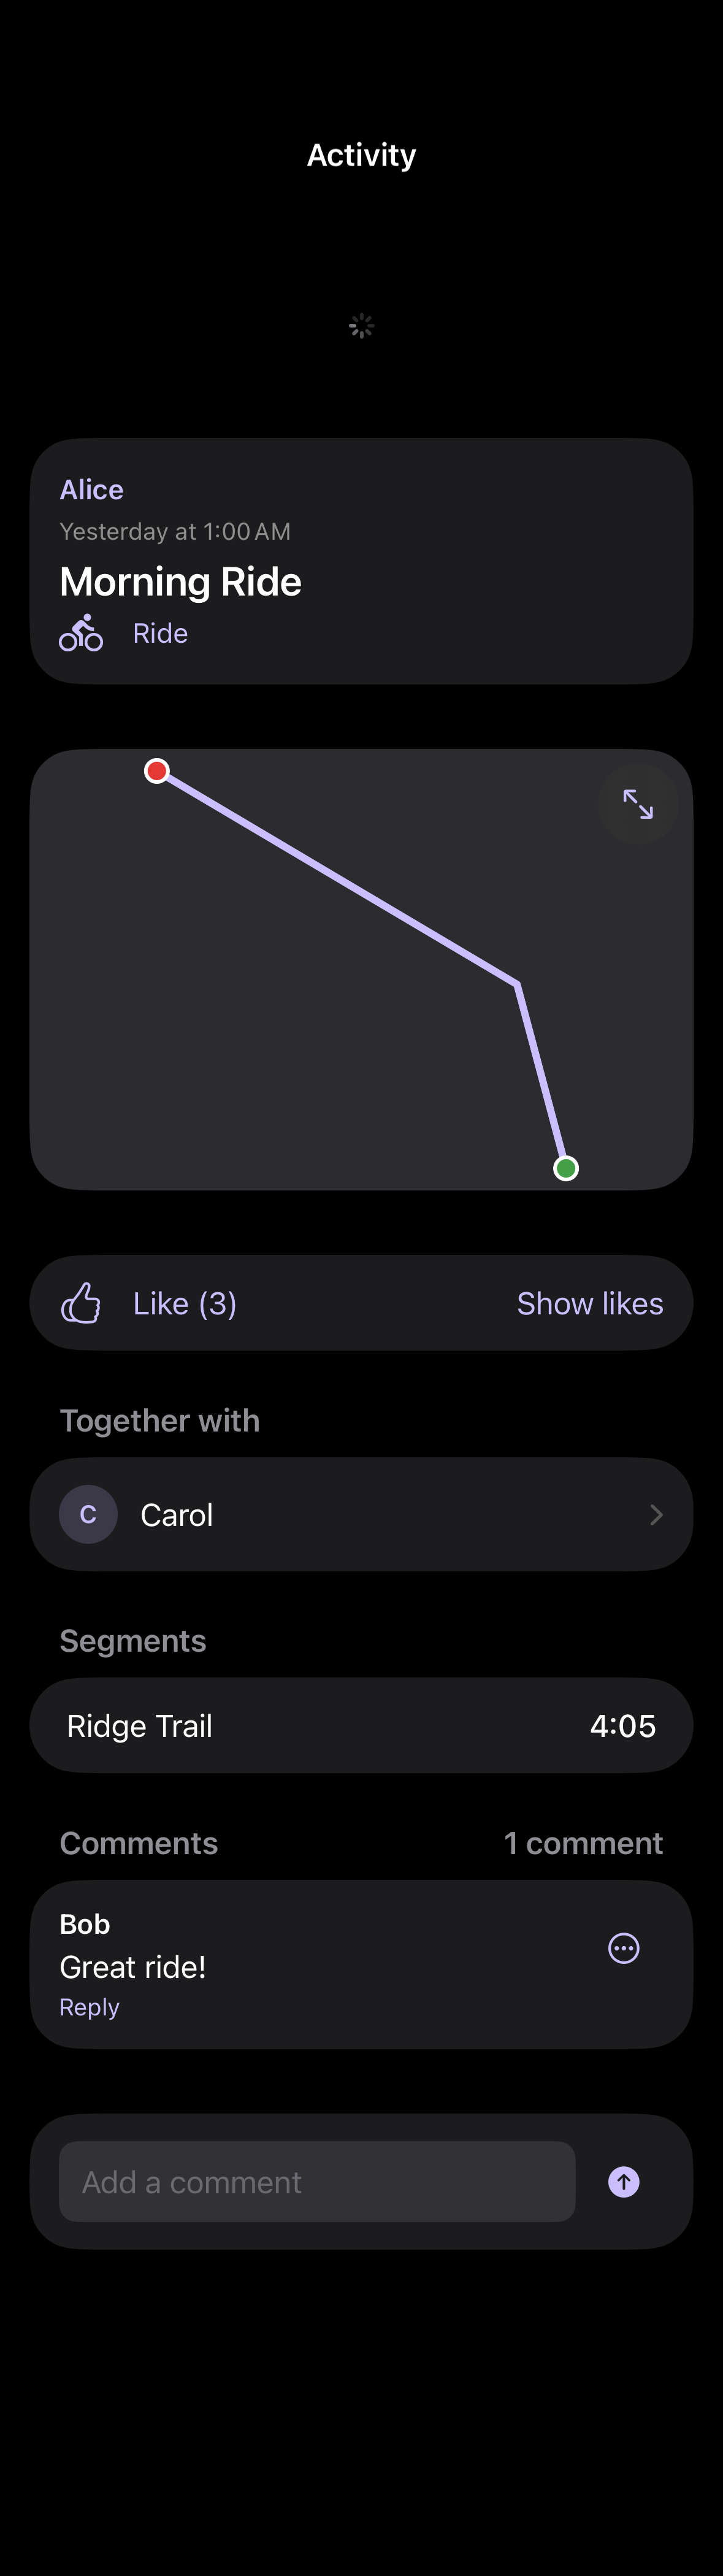 Activity
Alice
Yesterday at 1:00 AM
Morning Ride
Ride
Like (3)
Show likes
Together with
C
Carol
Segments
Ridge Trail
4:05
Comments
1 comment
Bob
Great ride!
Reply
Add a comment